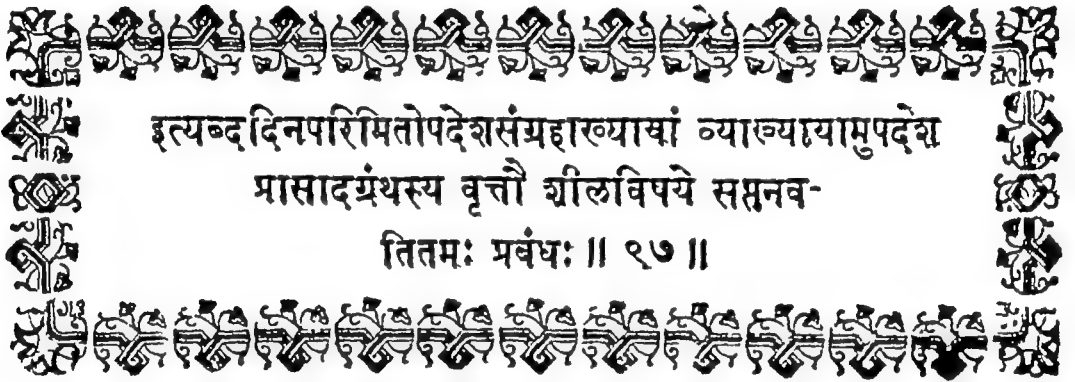 इत्यब्ददिनपरिमितोपदेशसंग्रहाख्यायां व्याख्यायामुपदेश
प्रासादग्रंथस्य वृत्तौ शीलविषये सप्तनव-
तितमः प्रबंधः ॥ ९७ ॥